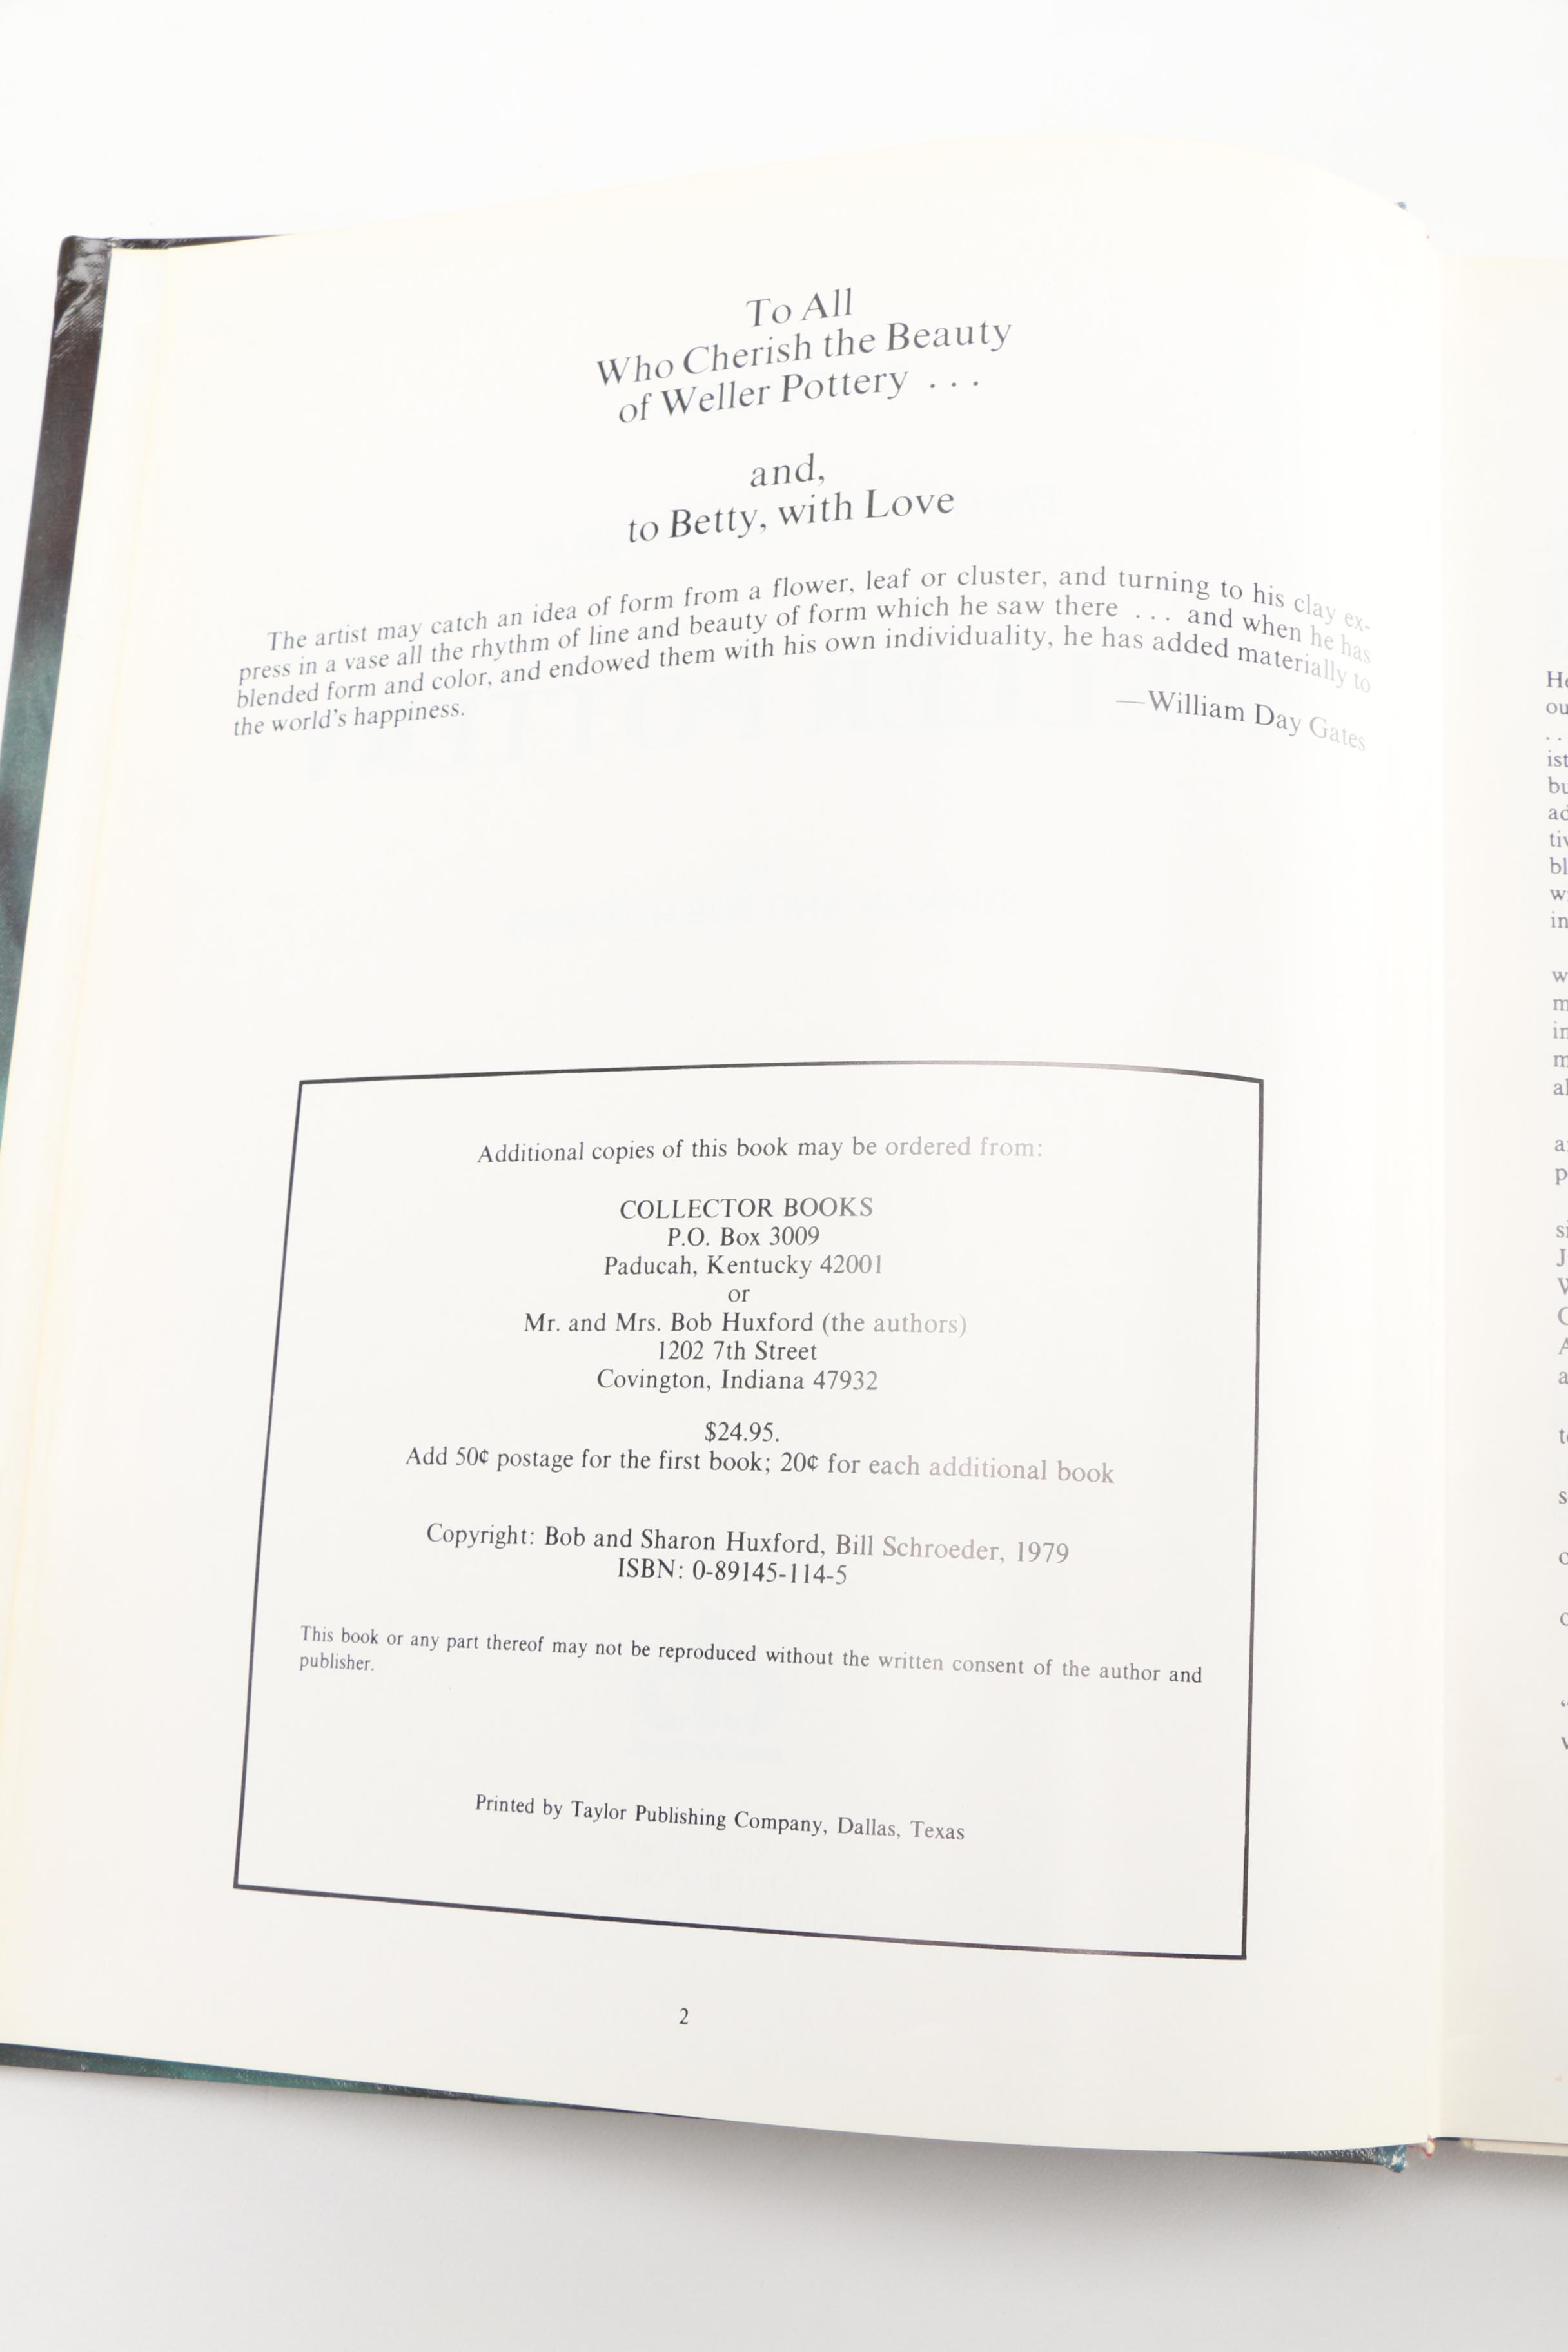 To All
Who Cherish the Beauty
of Weller Pottery . . .
and,
to Betty, with Love
The artist may catch an idea of form from a flower, leaf or cluster, and turning to his clay ex-
press in a vase all the rhythm of line and beauty of form which he saw there . . . and when he has
blended form and color, and endowed them with his own individuality, he has added materially to
the world's happiness.
—William Day Gates
Additional copies of this book may be ordered from:
COLLECTOR BOOKS
P.O. Box 3009
Paducah, Kentucky 42001
or
Mr. and Mrs. Bob Huxford (the authors)
1202 7th Street
Covington, Indiana 47932
$24.95.
Add 50¢ postage for the first book; 20¢ for each additional book
Copyright: Bob and Sharon Huxford, Bill Schroeder, 1979
ISBN: 0-89145-114-5
This book or any part thereof may not be reproduced without the written consent of the author and
publisher.
Printed by Taylor Publishing Company, Dallas, Texas
2